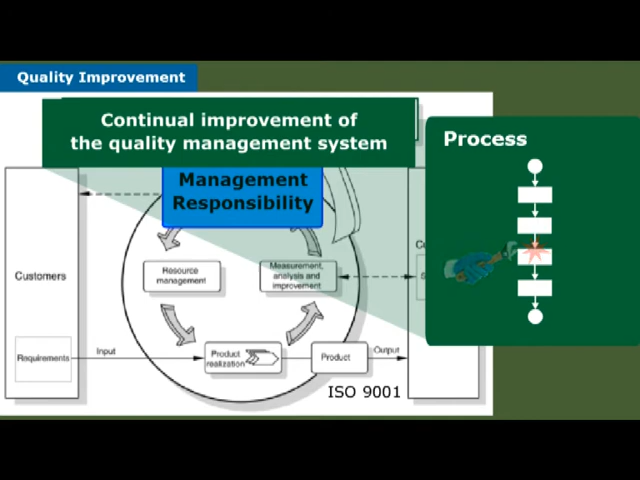 Quality Improvement
Continual improvement of
the quality management system
Process
Management
Responsibility
Customers
Resource
management
Measurement,
analysis and
improvement
Requirements
Input
Product
realization
Product
Output
ISO 9001